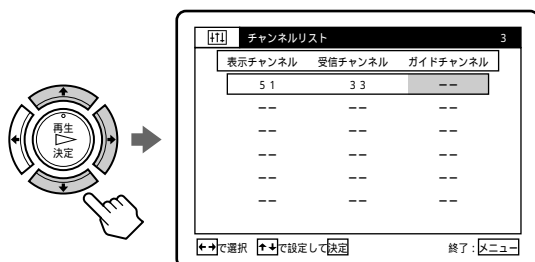 チャンネルリスト 3
表示チャンネル 受信チャンネル ガイドチャンネル
51 33 −−
−− −− −−
−− −− −−
−− −− −−
−− −− −−
−− −− −−
再生
決定
←→で選択 ↑↓で設定して決定 終了：メニュー